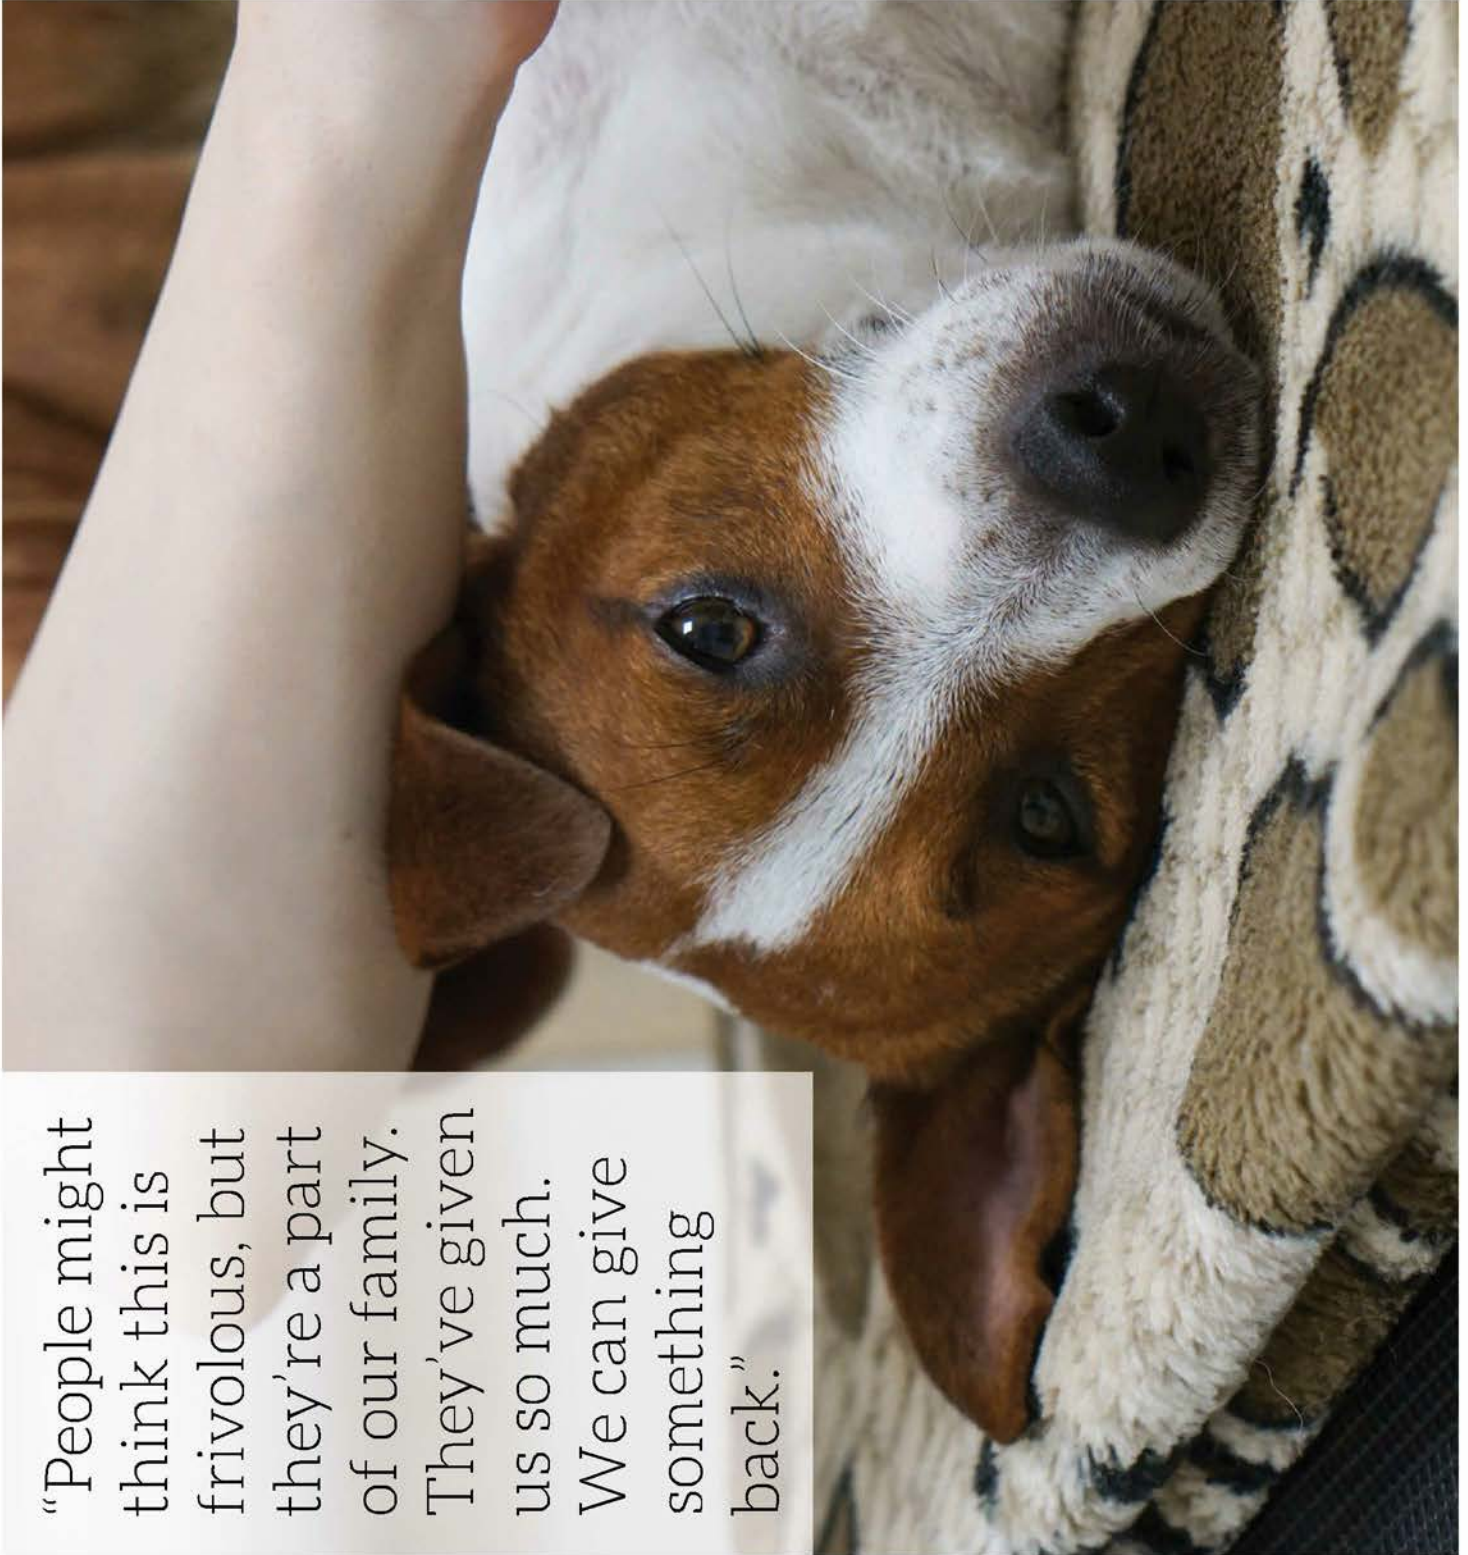 “People might
think this is
frivolous, but
they’re a part
of our family.
They’ve given
us so much.
We can give
something
back.”